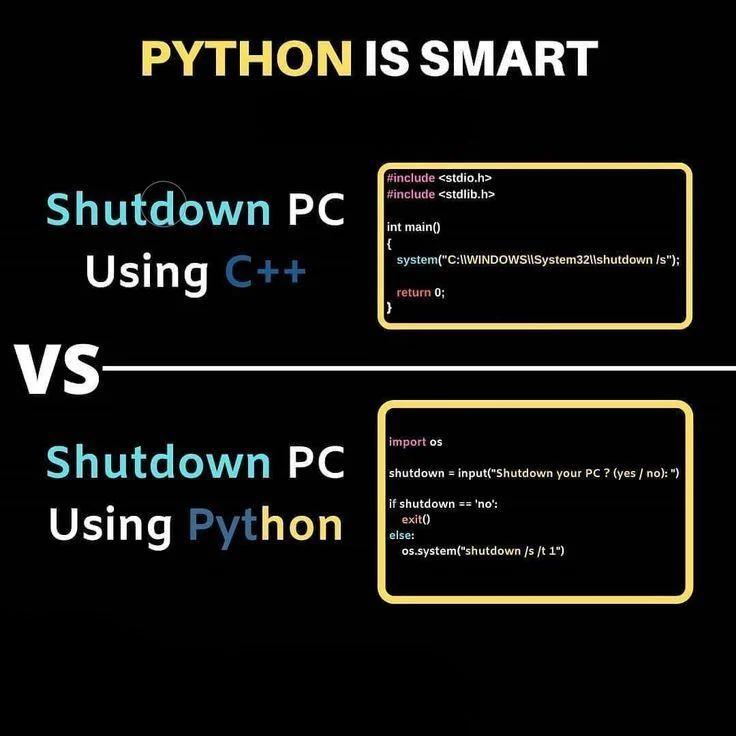 PYTHON IS SMART
Shutdown PC
Using C++
#include <stdio.h>
#include <stdlib.h>
int main()
{
system("C:\\WINDOWS\\System32\\shutdown /s");
return 0;
}
VS
Shutdown PC
Using Python
import os
shutdown = input("Shutdown your PC ? (yes / no): ")
if shutdown == 'no':
exit()
else:
os.system("shutdown /s /t 1")